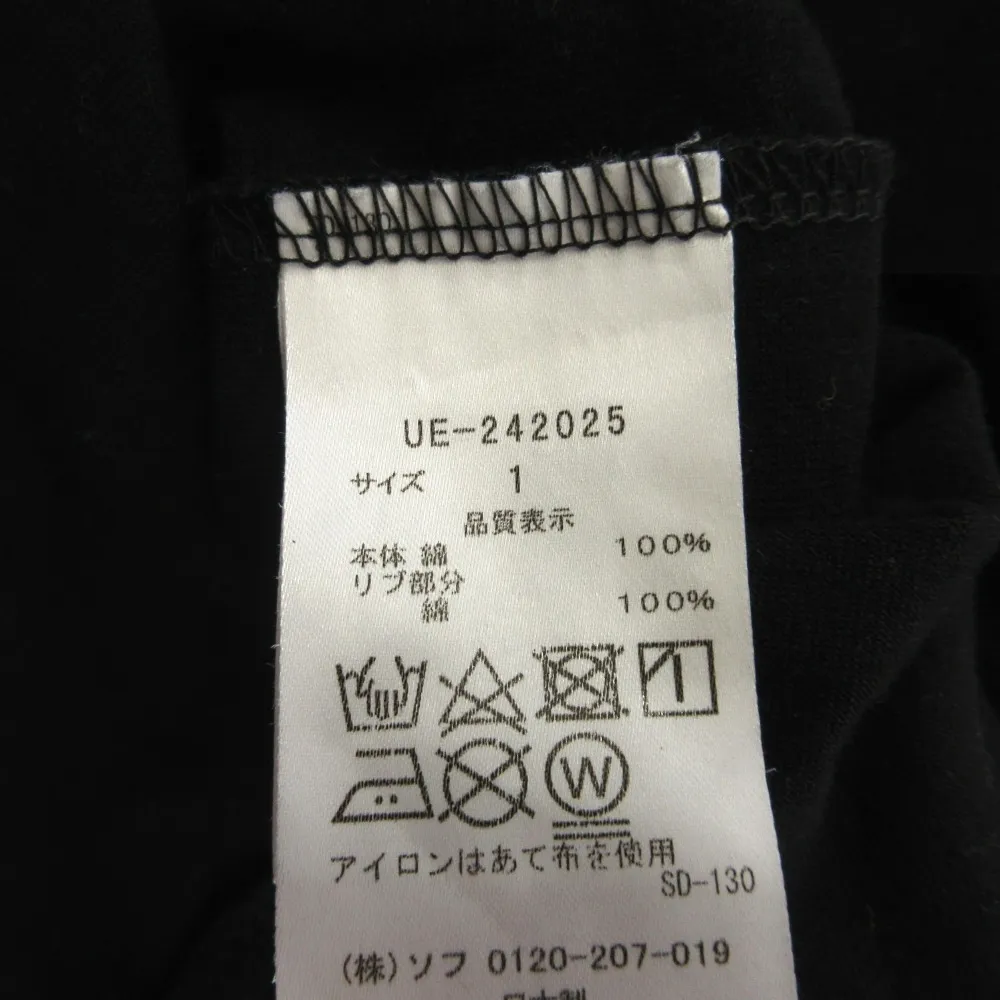 UE-242025
サイズ 1
品質表示
本体 綿 100%
リブ部分
綿 100%
W
アイロンはあて布を使用
SD-130
(株)ソフ 0120-207-019